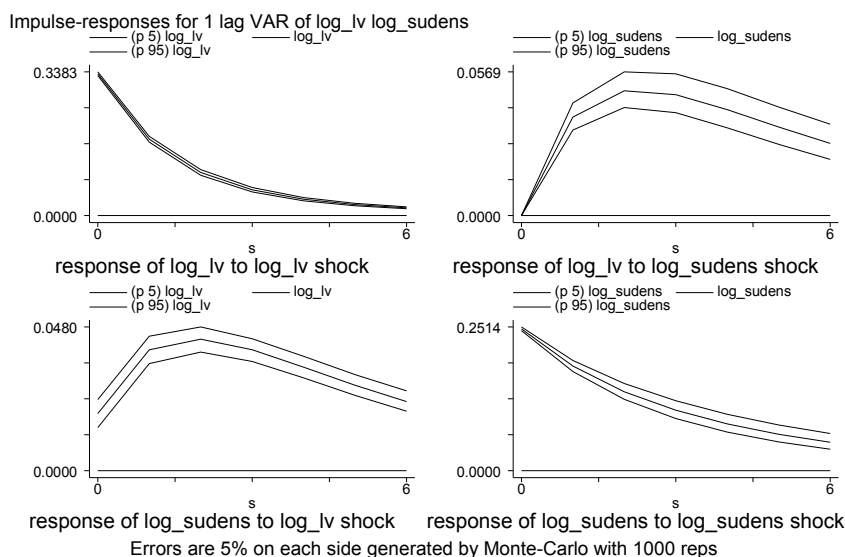 Impulse-responses for 1 lag VAR of log_lv log_sudens
(p 5) log_lv log_lv
(p 95) log_lv
0.3383
0.0000
0 6
s
response of log_lv to log_lv shock
(p 5) log_sudens log_sudens
(p 95) log_sudens
0.0569
0.0000
0 6
s
response of log_lv to log_sudens shock
(p 5) log_lv log_lv
(p 95) log_lv
0.0480
0.0000
0 6
s
response of log_sudens to log_lv shock
(p 5) log_sudens log_sudens
(p 95) log_sudens
0.2514
0.0000
0 6
s
response of log_sudens to log_sudens shock
Errors are 5% on each side generated by Monte-Carlo with 1000 reps